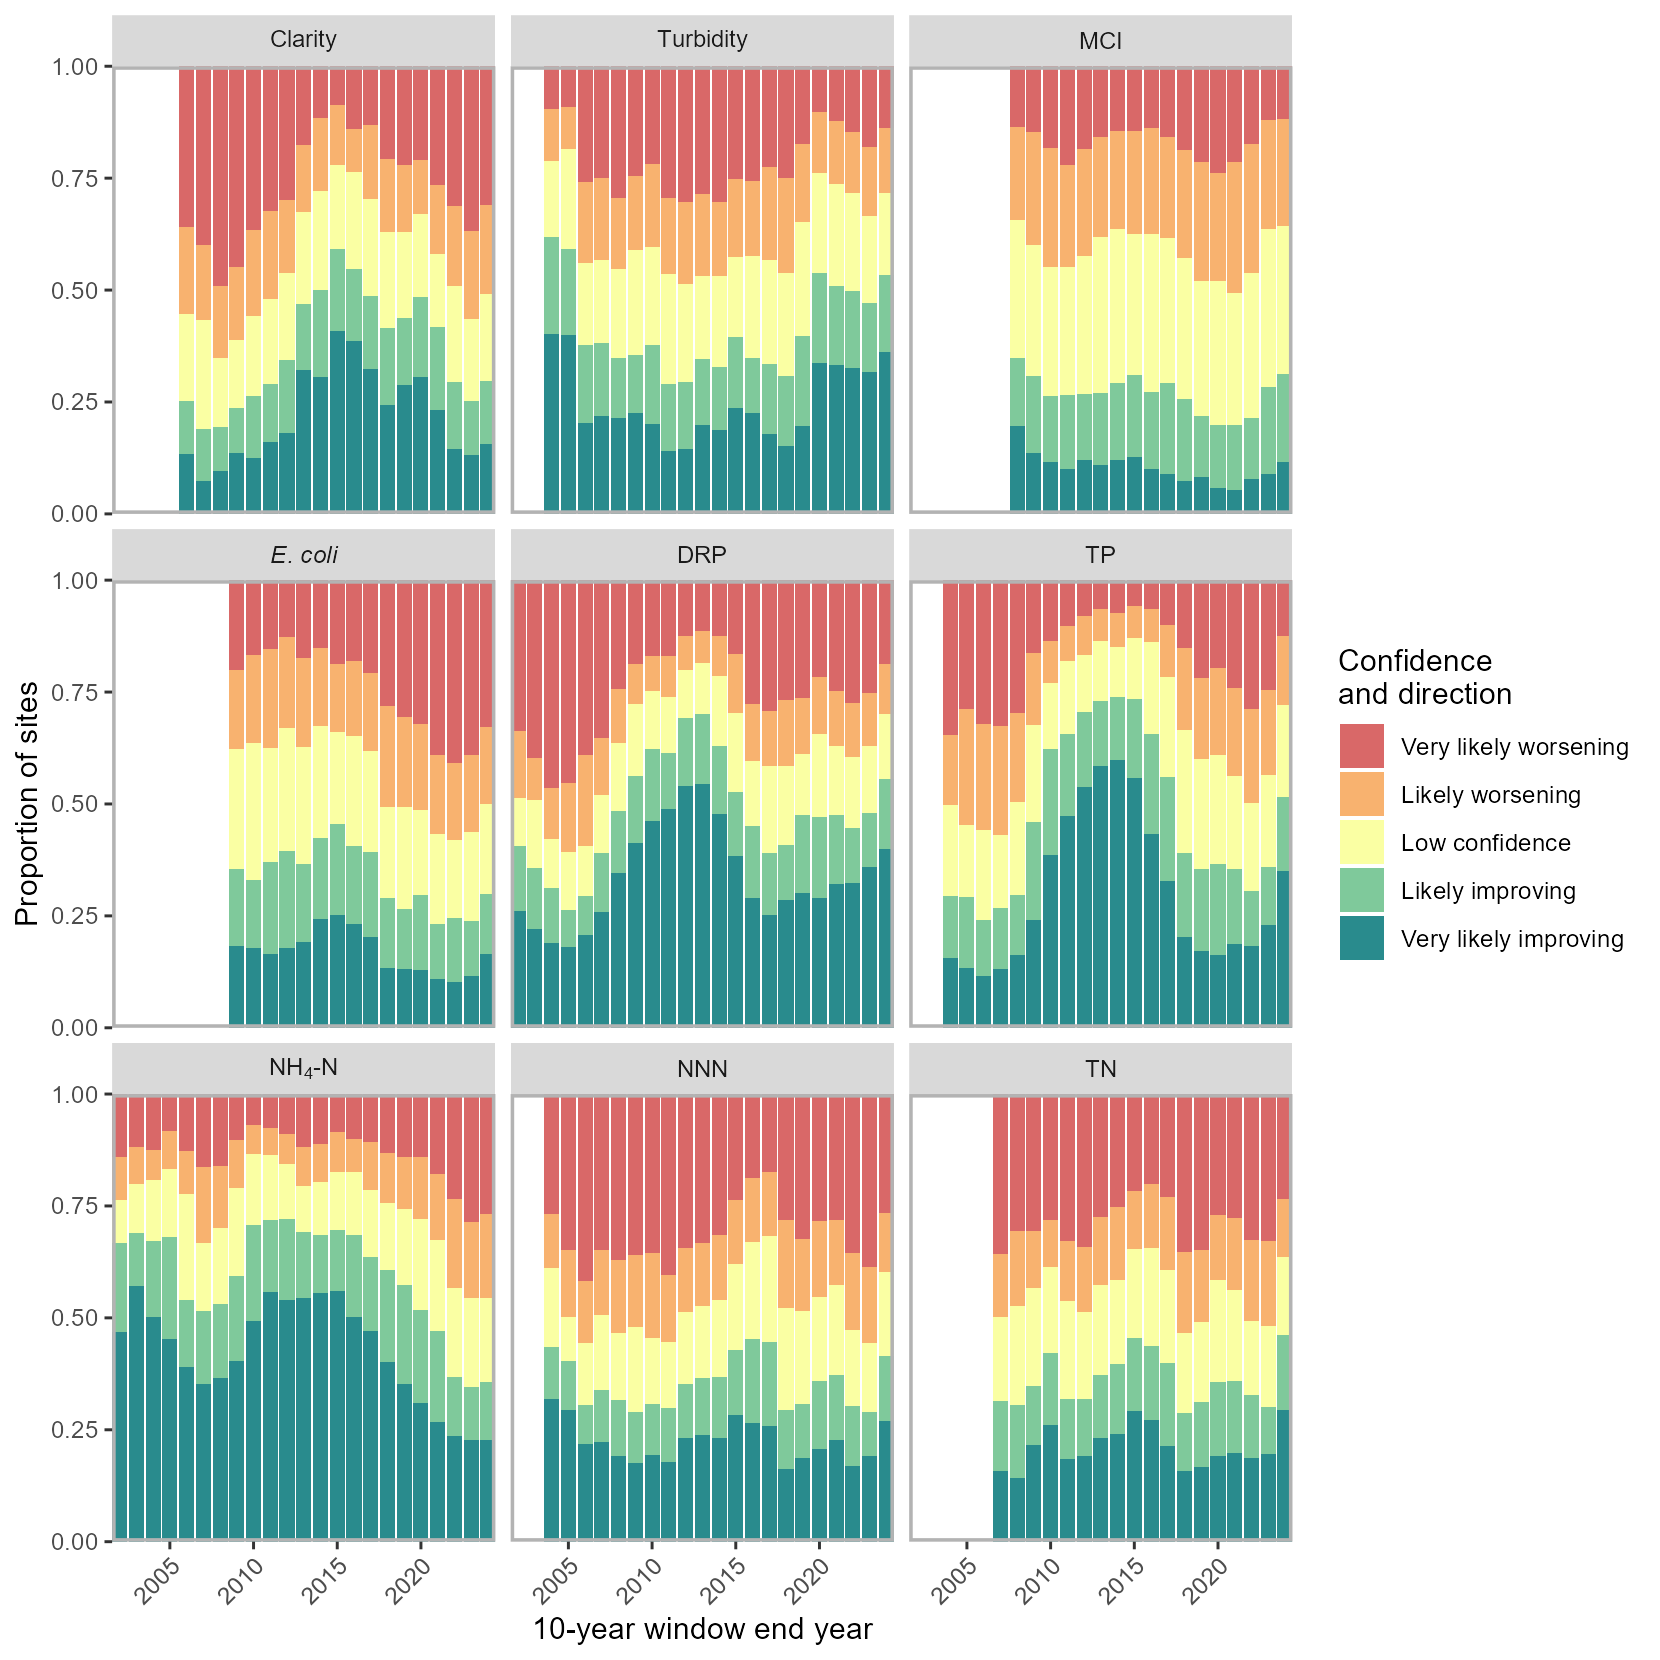 Clarity
Turbidity
MCI
1.00
0.75
0.50
0.25
0.00
E. coli
DRP
TP
1.00
0.75
0.50
0.25
0.00
NH₄-N
NNN
TN
1.00
0.75
0.50
0.25
0.00
2005
2010
2015
2020
2005
2010
2015
2020
2005
2010
2015
2020
10-year window end year
Proportion of sites
Confidence
and direction
Very likely worsening
Likely worsening
Low confidence
Likely improving
Very likely improving